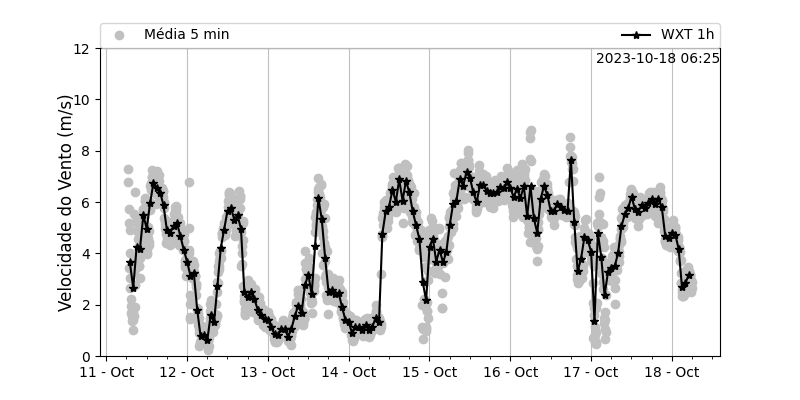 Média 5 min
WXT 1h
2023-10-18 06:25
Velocidade do Vento (m/s)
12
10
8
6
4
2
0
11 - Oct
12 - Oct
13 - Oct
14 - Oct
15 - Oct
16 - Oct
17 - Oct
18 - Oct